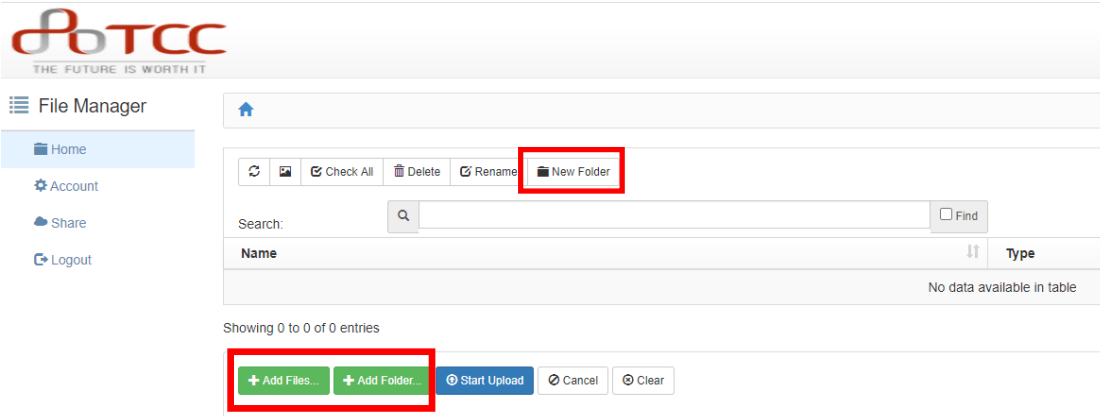 TCC
THE FUTURE IS WORTH IT
File Manager
Home
Account
Share
Logout
Check All Delete Rename New Folder
Search: Find
Name Type
No data available in table
Showing 0 to 0 of 0 entries
Add Files... Add Folder... Start Upload Cancel Clear